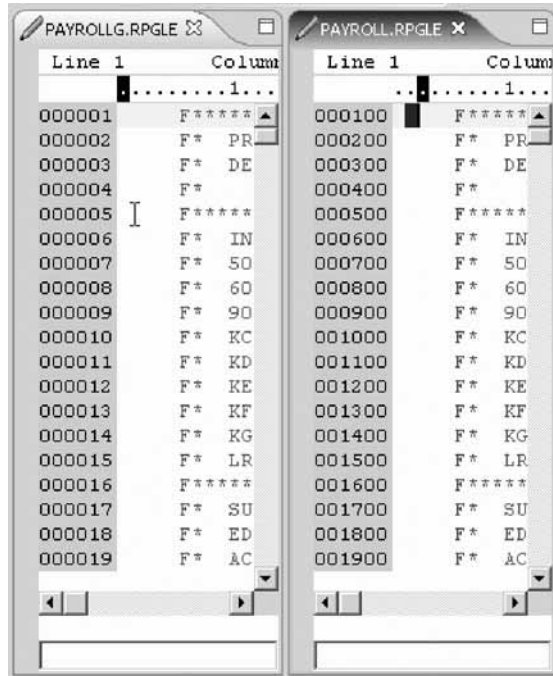 PAYROLLG.RPGLE
Line 1 Colum
.........1...
000001 F*****
000002 F* PR
000003 F* DE
000004 F*
000005 F*****
000006 F* IN
000007 F* 50
000008 F* 60
000009 F* 90
000010 F* KC
000011 F* KD
000012 F* KE
000013 F* KF
000014 F* KG
000015 F* LR
000016 F*****
000017 F* SU
000018 F* ED
000019 F* AC
PAYROLL.RPGLE
Line 1 Colum
.........1...
000100 F*****
000200 F* PR
000300 F* DE
000400 F*
000500 F*****
000600 F* IN
000700 F* 50
000800 F* 60
000900 F* 90
001000 F* KC
001100 F* KD
001200 F* KE
001300 F* KF
001400 F* KG
001500 F* LR
001600 F*****
001700 F* SU
001800 F* ED
001900 F* AC